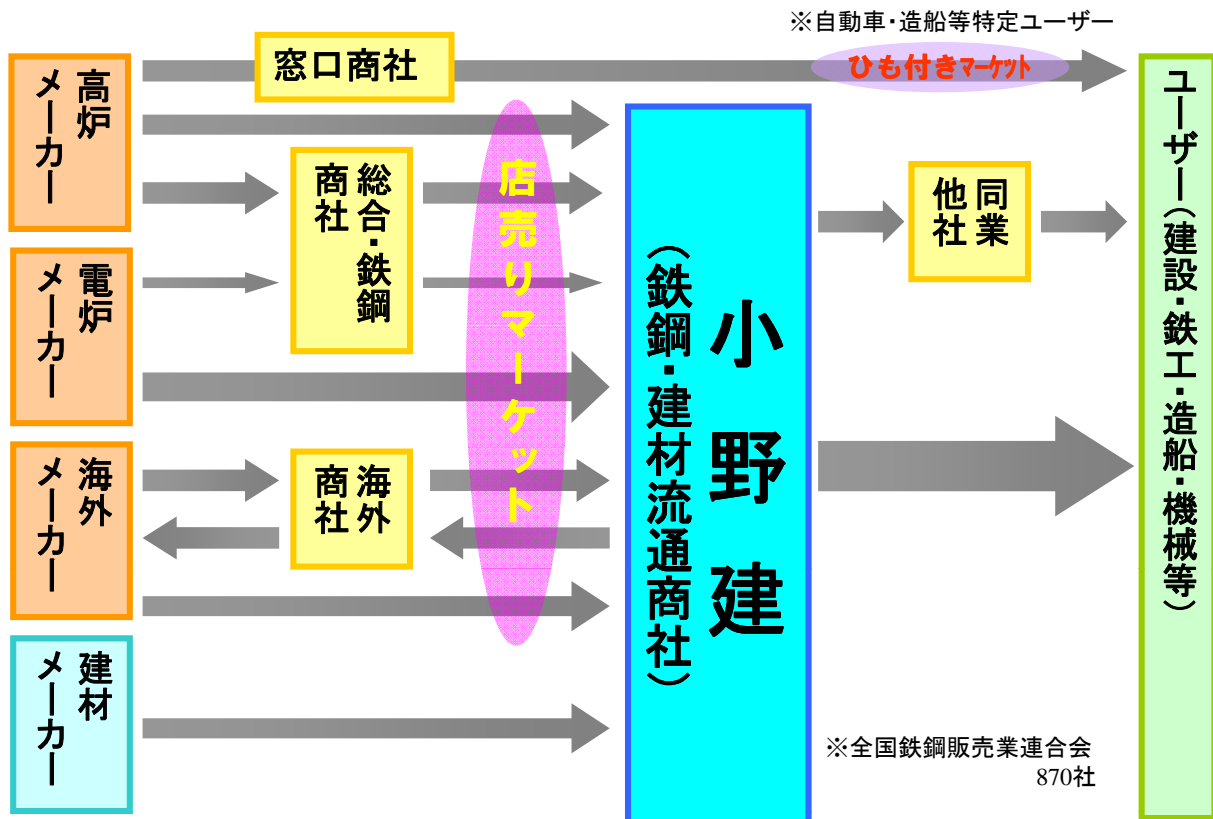 ※自動車・造船等特定ユーザー
ひも付きマーケット
窓口商社
高炉
メーカー
総合・鉄鋼
商社
電炉
メーカー
海外
メーカー
海外
商社
建材
メーカー
店売りマーケット
小野建
（鉄鋼・建材流通商社）
同業
他社
ユーザー（建設・鉄工・造船・機械等）
※全国鉄鋼販売業連合会
870社